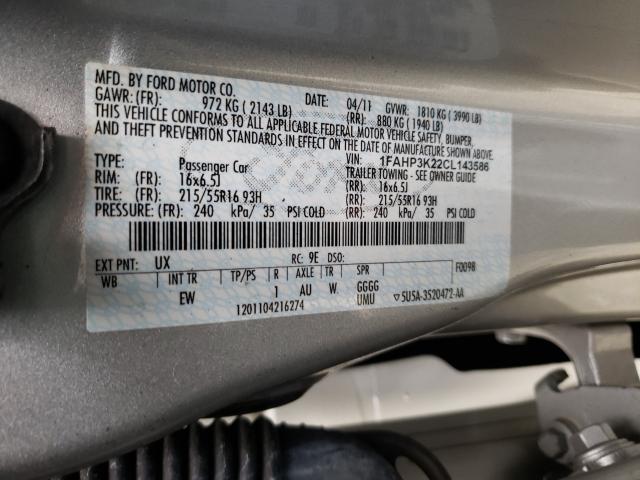 MFD. BY FORD MOTOR CO.
DATE: 04/11 GVWR: 1810 KG ( 3990 LB)
GAWR: (FR): 972 KG ( 2143 LB) (RR): 880 KG ( 1940 LB)
THIS VEHICLE CONFORMS TO ALL APPLICABLE FEDERAL MOTOR VEHICLE SAFETY, BUMPER,
AND THEFT PREVENTION STANDARDS IN EFFECT ON THE DATE OF MANUFACTURE SHOWN ABOVE.
VIN: 1FAHP3K22CL143586
TYPE: Passenger Car TRAILER TOWING - SEE OWNER GUIDE
RIM: (FR): 16x6.5J (RR): 16x6.5J
TIRE: (FR): 215/55R16 93H (RR): 215/55R16 93H
PRESSURE: (FR): 240 kPa/ 35 PSI COLD (RR): 240 kPa/ 35 PSI COLD
EXT PNT: UX RC: 9E DSO: F0098
WB INT TR TP/PS R AXLE TR SPR
EW 1 AU W. GGGG
UMU
1201104216274
5U5A-3520472-AA